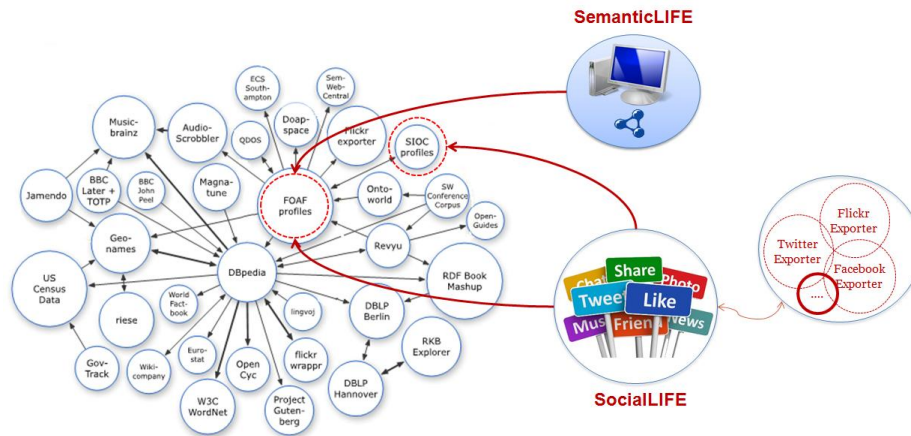 SemanticLIFE
ECS
South-
ampton
Sem-
Web-
Central
Music-
brainz
Audio-
Scrobbler
QDOS
Doap-
space
Flickr
exporter
SIOC
profiles
Jamendo
BBC
Later +
TOTP
BBC
John
Peel
Magna-
tune
FOAF
profiles
Onto-
world
SW
Conference
Corpus
Open-
Guides
Geo-
names
Revyu
US
Census
Data
DBpedia
RDF Book
Mashup
riese
World
Fact-
book
lingvoj
DBLP
Berlin
RKB
Explorer
Gov-
Track
Wiki-
company
Euro-
stat
Open
Cyc
flickr
wrappr
DBLP
Hannover
W3C
WordNet
Project
Guten-
berg
Share
Photo
Tweet
Like
Music
Friend
News
SocialLIFE
Flickr
Exporter
Twitter
Exporter
Facebook
Exporter
....